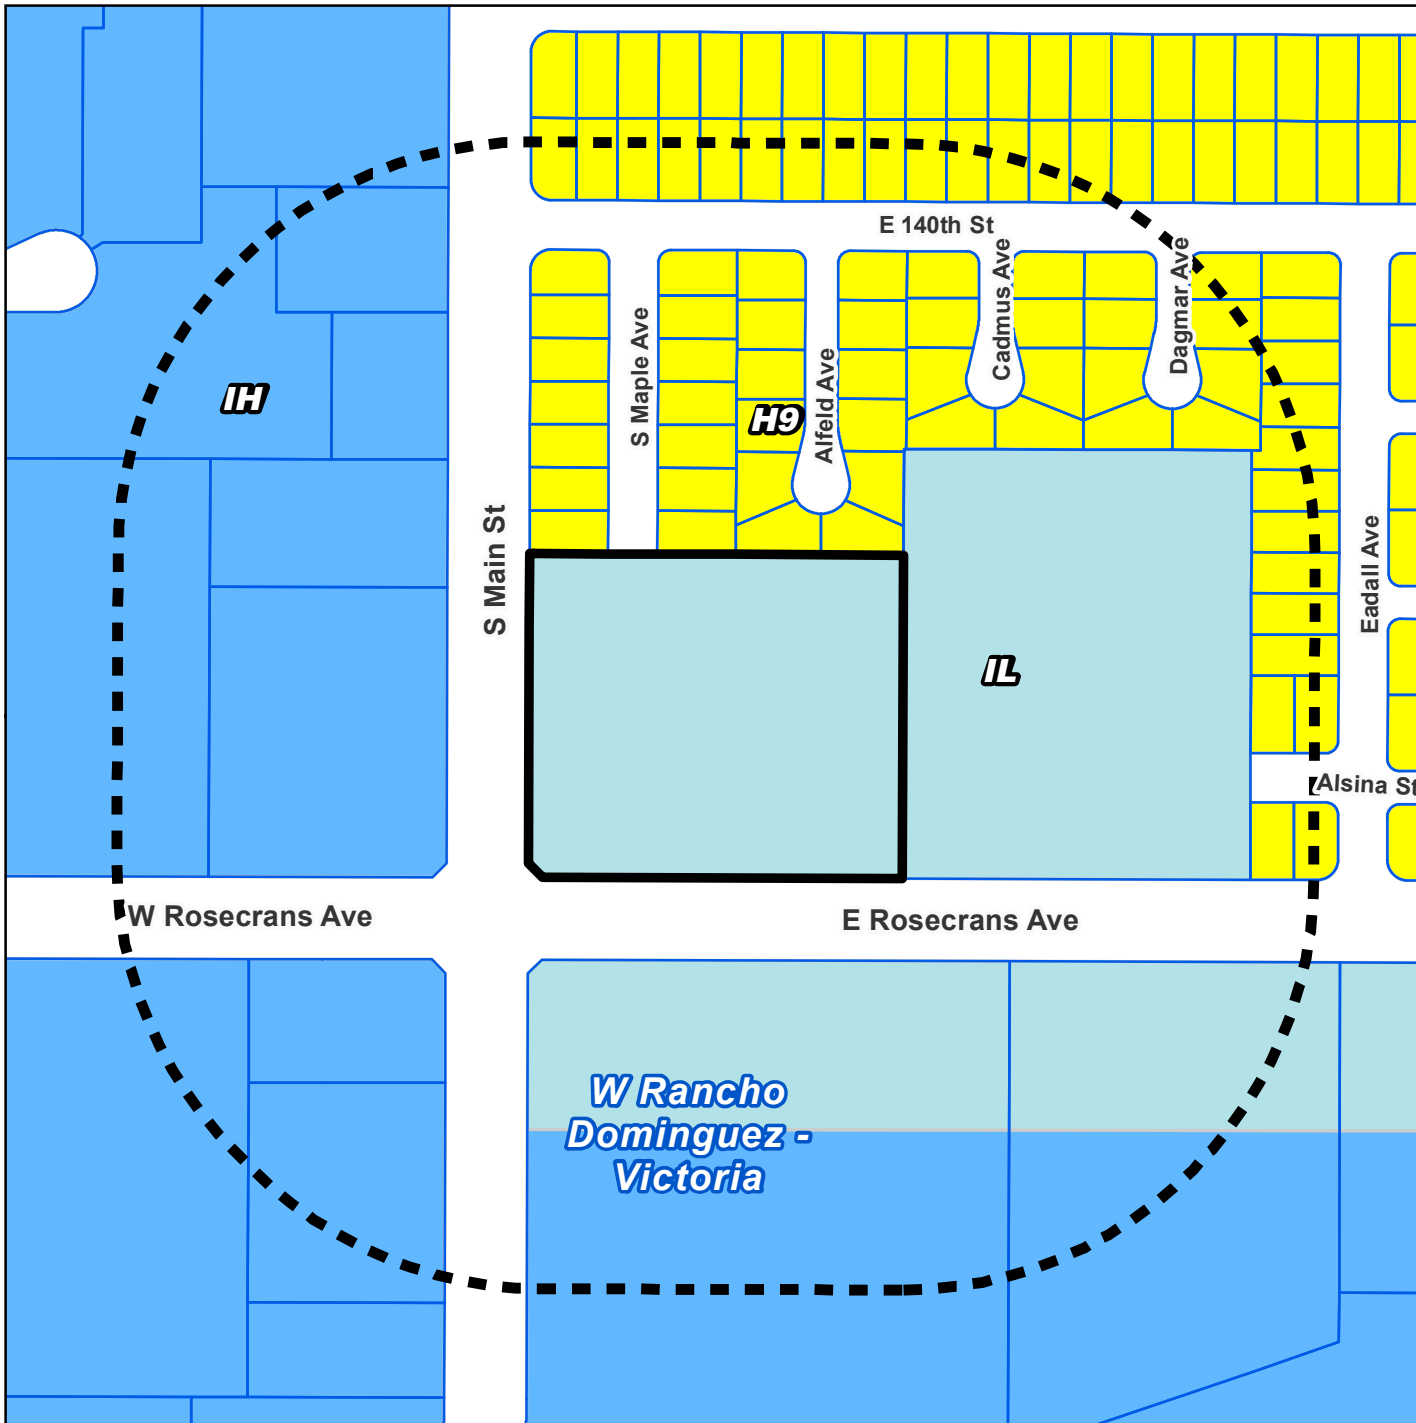 E 140th St
Cadmus Ave
Dagmar Ave
S Maple Ave
Alfeld Ave
IH
H9
S Main St
Eadall Ave
IL
Alsina St
W Rosecrans Ave
E Rosecrans Ave
W Rancho
Dominguez -
Victoria